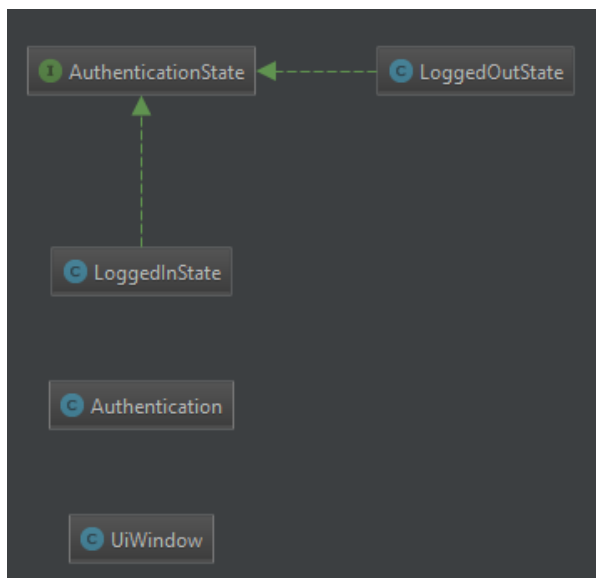 I AuthenticationState
C LoggedOutState
C LoggedInState
C Authentication
C UiWindow